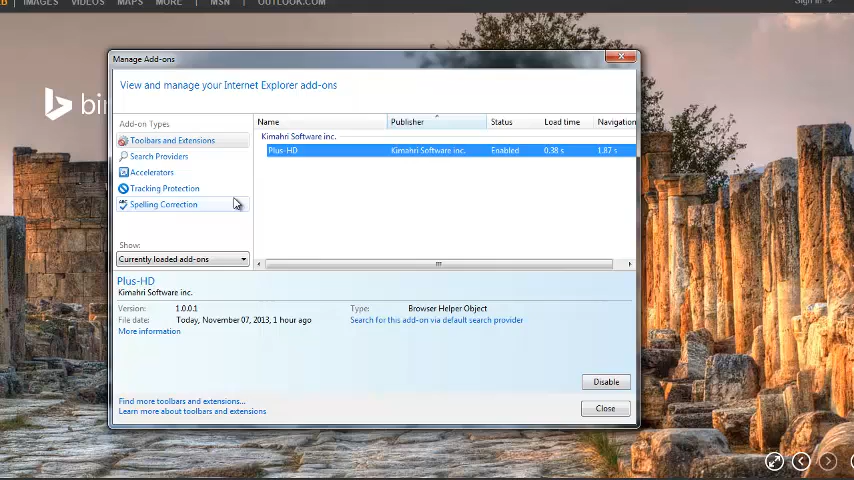 IMAGES VIDEOS MAPS MORE MSN OUTLOOK.COM
Sign in
Manage Add-ons
View and manage your Internet Explorer add-ons
bin
Add-on Types
Toolbars and Extensions
Search Providers
Accelerators
Tracking Protection
ABC
Spelling Correction
Name Publisher Status Load time Navigation
Kimahri Software inc.
Plus-HD Kimahri Software inc. Enabled 0.38 s 1.87 s
Show:
Currently loaded add-ons
Plus-HD
Kimahri Software inc.
Version: 1.0.0.1 Type: Browser Helper Object
File date: Today, November 07, 2013, 1 hour ago Search for this add-on via default search provider
More information
Disable
Find more toolbars and extensions...
Learn more about toolbars and extensions
Close